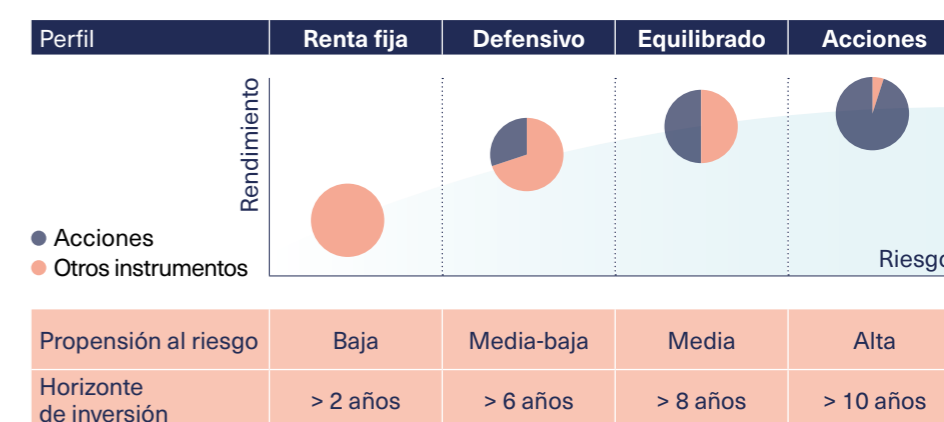 Perfil Renta fija Defensivo Equilibrado Acciones
Rendimiento
Acciones
Otros instrumentos
Riesgo
Propensión al riesgo Baja Media-baja Media Alta
Horizonte
de inversión > 2 años > 6 años > 8 años > 10 años